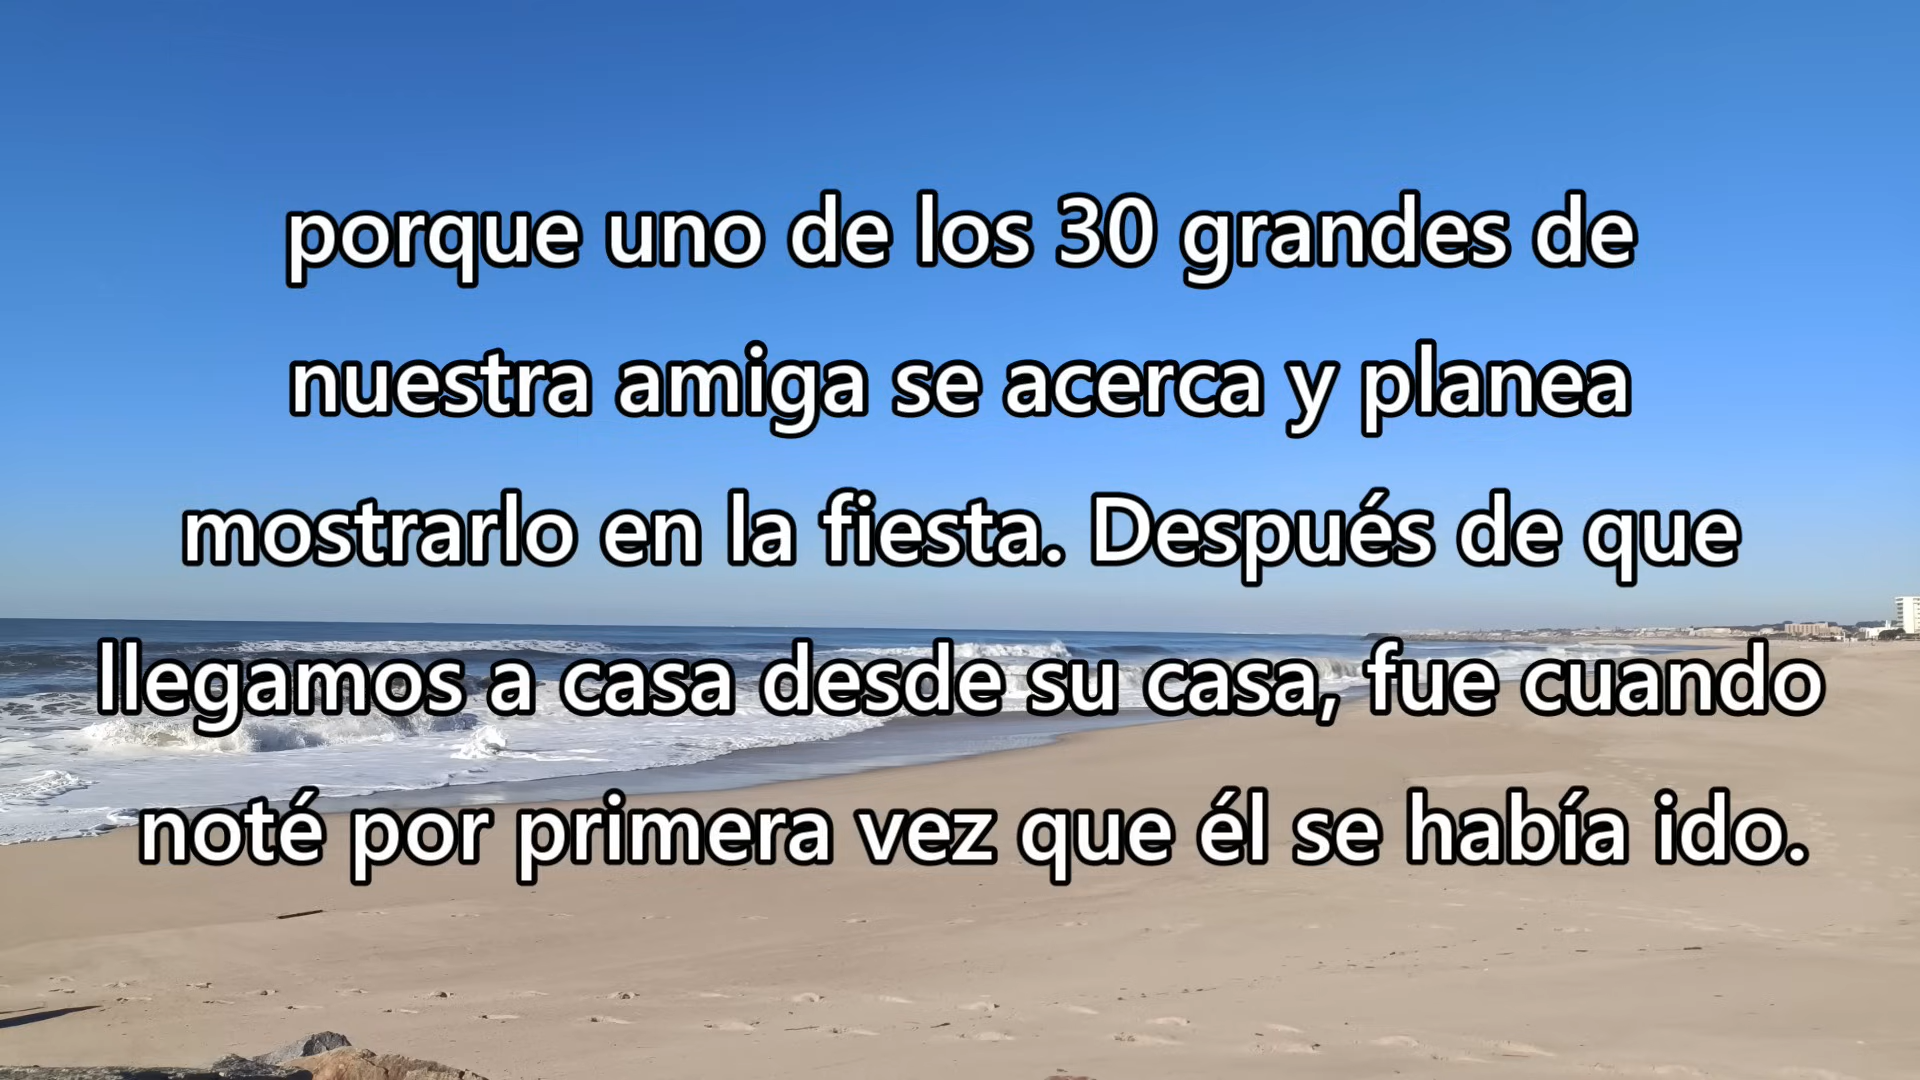 porque uno de los 30 grandes de
nuestra amiga se acerca y planea
mostrarlo en la fiesta. Después de que
llegamos a casa desde su casa, fue cuando
noté por primera vez que él se había ido.